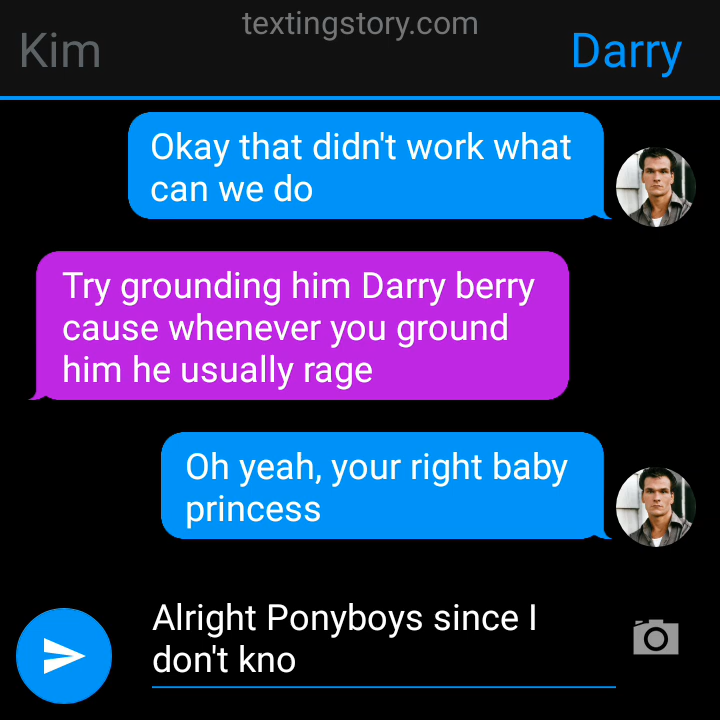 textingstory.com
Kim
Darry
Okay that didn't work what
can we do
Try grounding him Darry berry
cause whenever you ground
him he usually rage
Oh yeah, your right baby
princess
Alright Ponyboys since I
don't kno